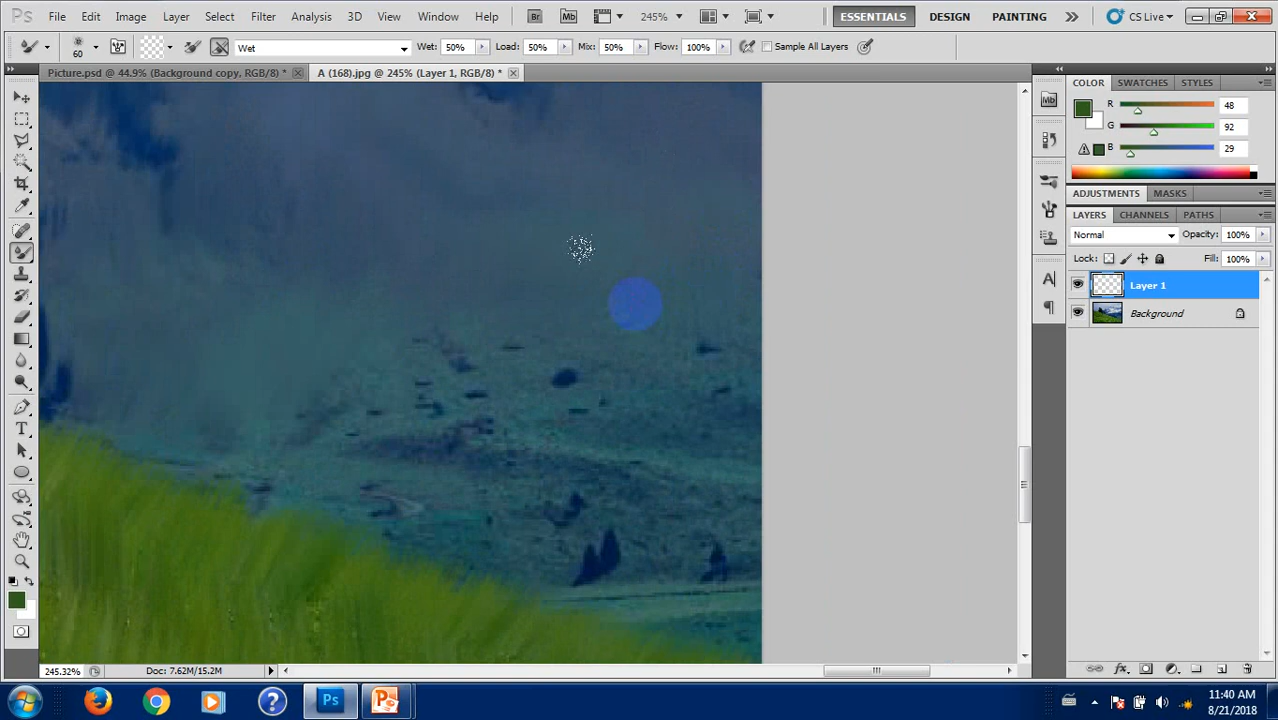 Ps File Edit Image Layer Select Filter Analysis 3D View Window Help Br Mb 245% ESSENTIALS DESIGN PAINTING CS Live
60 Wet Wet: 50% Load: 50% Mix: 50% Flow: 100% Sample All Layers
Picture.psd @ 44.9% (Background copy, RGB/8) * A (168).jpg @ 245% (Layer 1, RGB/8) *
COLOR SWATCHES STYLES
Mb
R 48
G 92
B 29
ADJUSTMENTS MASKS
LAYERS CHANNELS PATHS
Normal Opacity: 100%
Lock: Fill: 100%
Layer 1
Background
T
A
245.32% Doc: 7.62M/15.2M
Ps
11:40 AM
8/21/2018